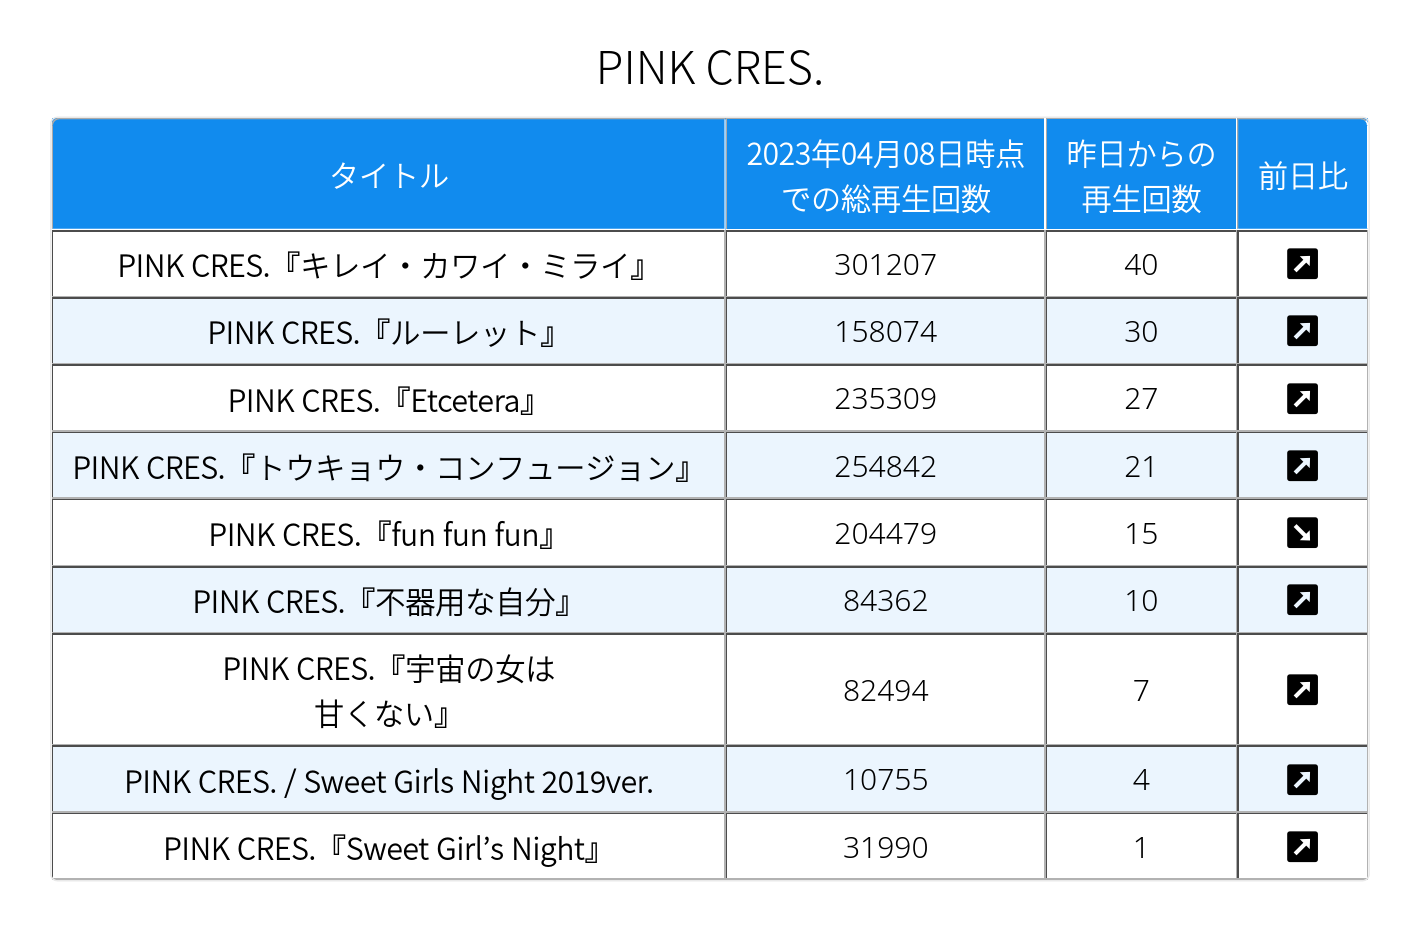 PINK CRES.
タイトル
2023年04月08日時点
での総再生回数
昨日からの
再生回数
前日比
PINK CRES.『キレイ・カワイ・ミライ』 301207 40 ↗
PINK CRES.『ルーレット』 158074 30 ↗
PINK CRES.『Etcetera』 235309 27 ↗
PINK CRES.『トウキョウ・コンフュージョン』 254842 21 ↗
PINK CRES.『fun fun fun』 204479 15 ↘
PINK CRES.『不器用な自分』 84362 10 ↗
PINK CRES.『宇宙の女は
甘くない』 82494 7 ↗
PINK CRES. / Sweet Girls Night 2019ver. 10755 4 ↗
PINK CRES.『Sweet Girl’s Night』 31990 1 ↗